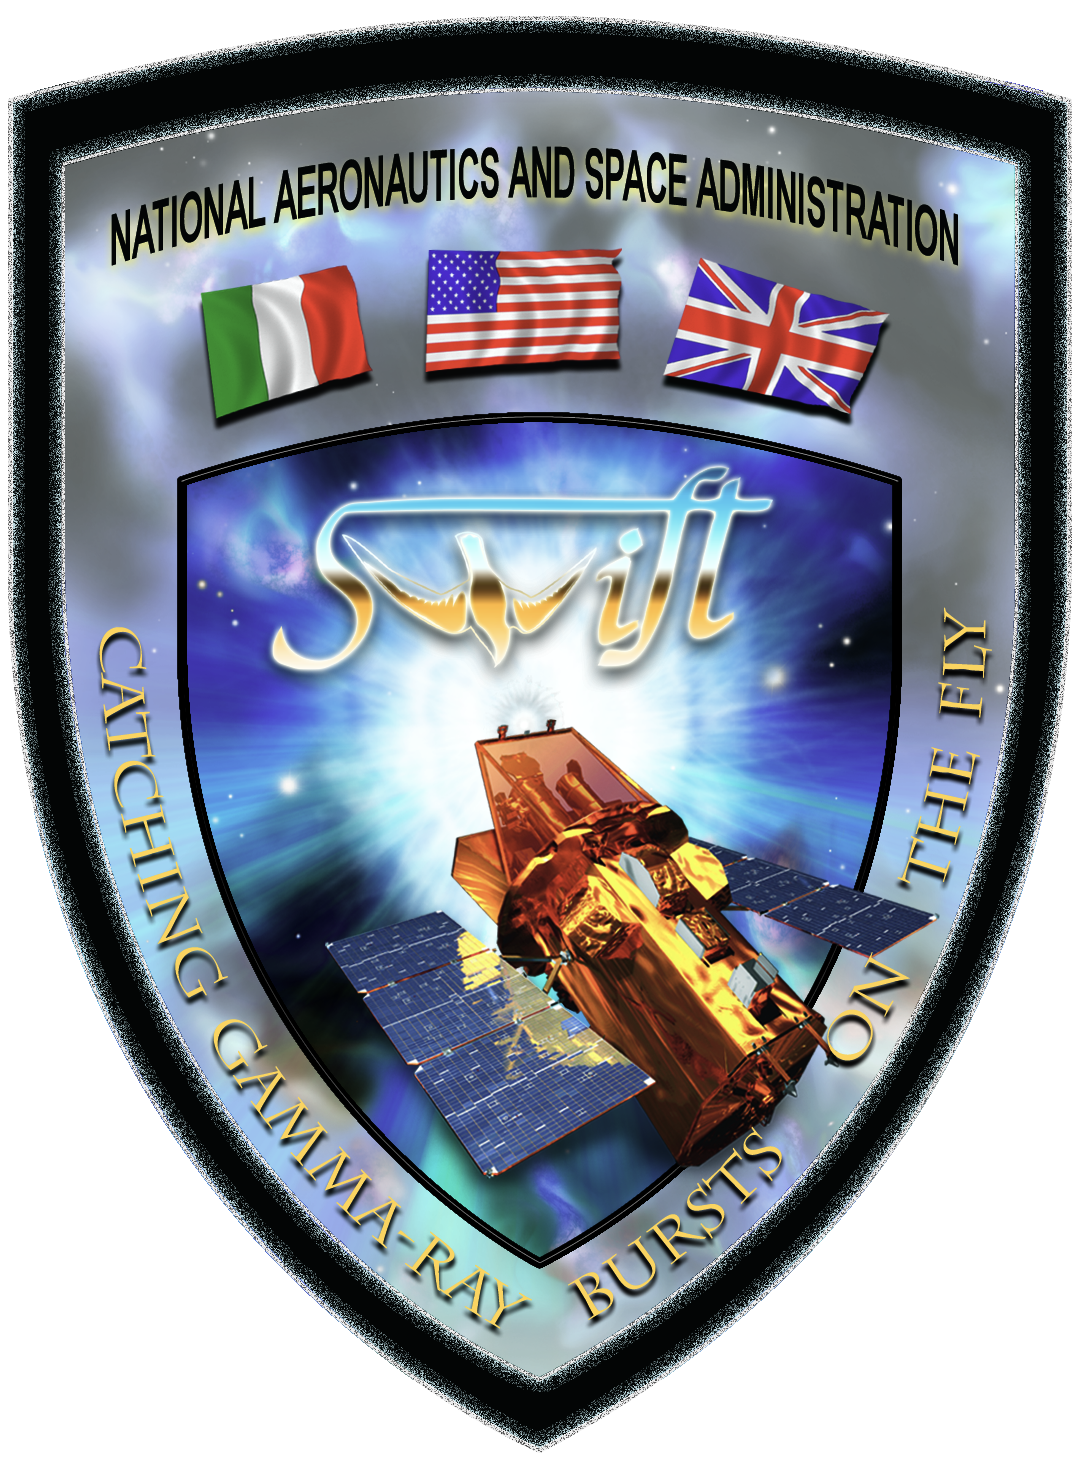 NATIONAL AERONAUTICS AND SPACE ADMINISTRATION
Swift
CATCHING GAMMA-RAY BURSTS ON THE FLY